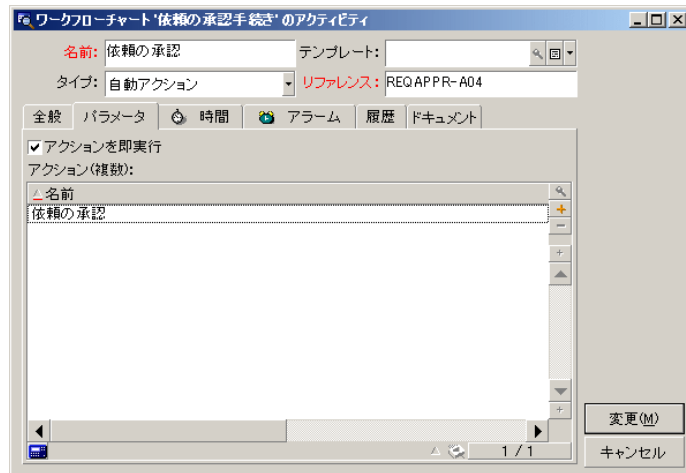 ワークフローチャート'依頼の承認手続き'のアクティビティ
名前: 依頼の承認 テンプレート:
タイプ: 自動アクション リファレンス: REQAPPR-A04
全般 パラメータ 時間 アラーム 履歴 ドキュメント
アクションを即実行
アクション(複数):
名前
依頼の承認
変更(M)
1 / 1 キャンセル